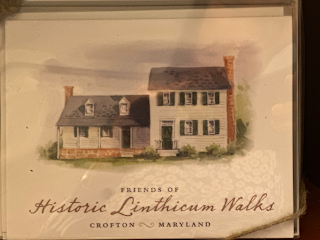 FRIENDS OF
Historic Linthicum Walks
CROFTON ~ MARYLAND